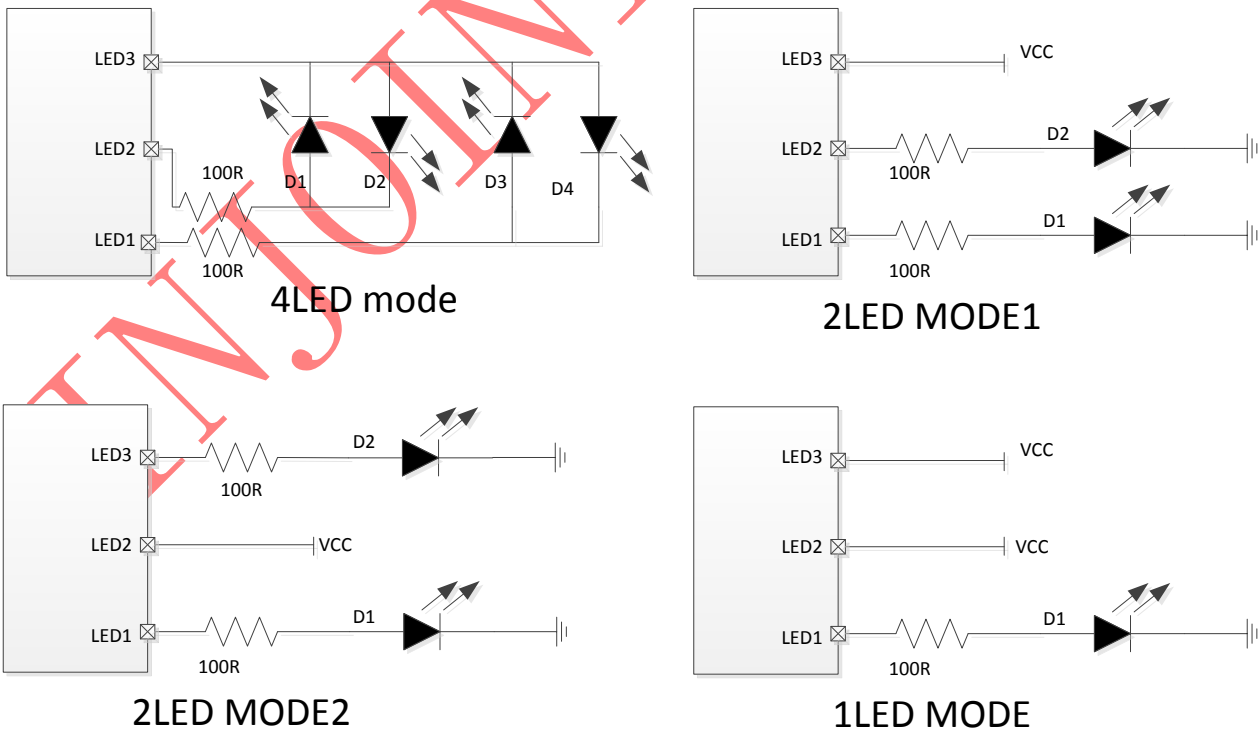 LED3
LED2
100R
D1
D2
D3
D4
LED1
100R
4LED mode
LED3
VCC
LED2
100R
D2
LED1
100R
D1
2LED MODE1
LED3
100R
D2
LED2
VCC
LED1
100R
D1
2LED MODE2
LED3
VCC
LED2
VCC
LED1
100R
D1
1LED MODE
INJOIN